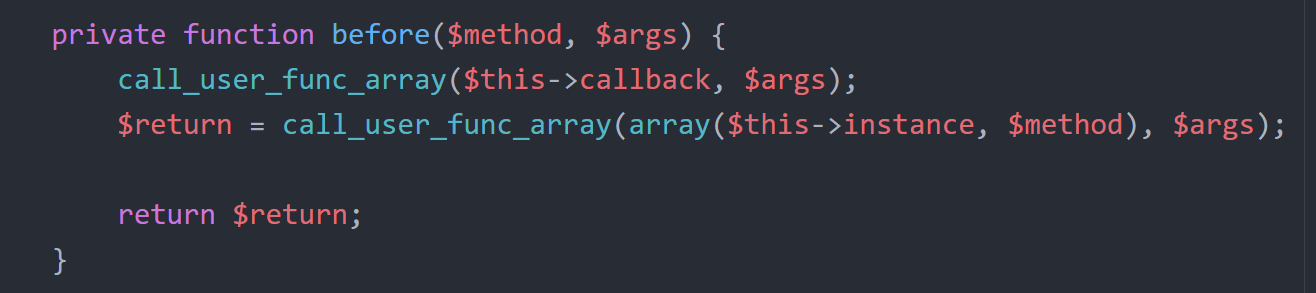 private function before($method, $args) {
    call_user_func_array($this->callback, $args);
    $return = call_user_func_array(array($this->instance, $method), $args);

    return $return;
}